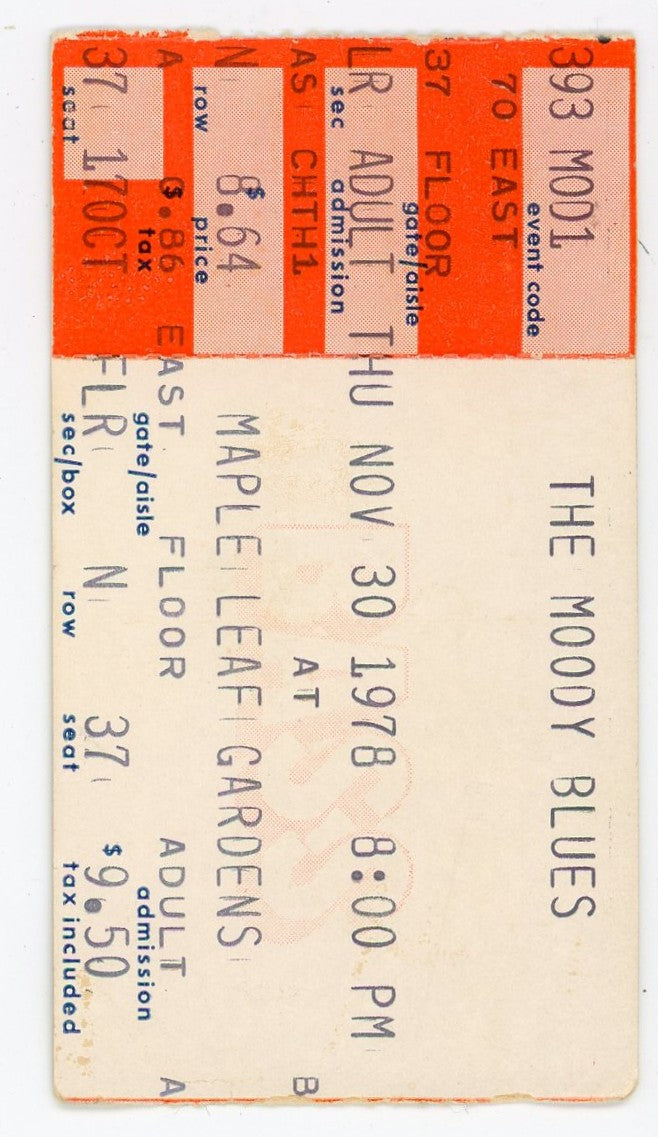 393 MOD1
event code
70 EAST
37 FLOOR
gate/aisle
LR ADULT
sec admission
AS CHTH1
N $8.64
row price
A $0.86
tax
37 17OCT
seat
THE MOODY BLUES
THU NOV 30 1978 8:00 PM
AT B
MAPLE LEAF GARDENS
EAST FLOOR ADULT A
gate/aisle admission
FLR N 37 $9.50
sec/box row seat tax included